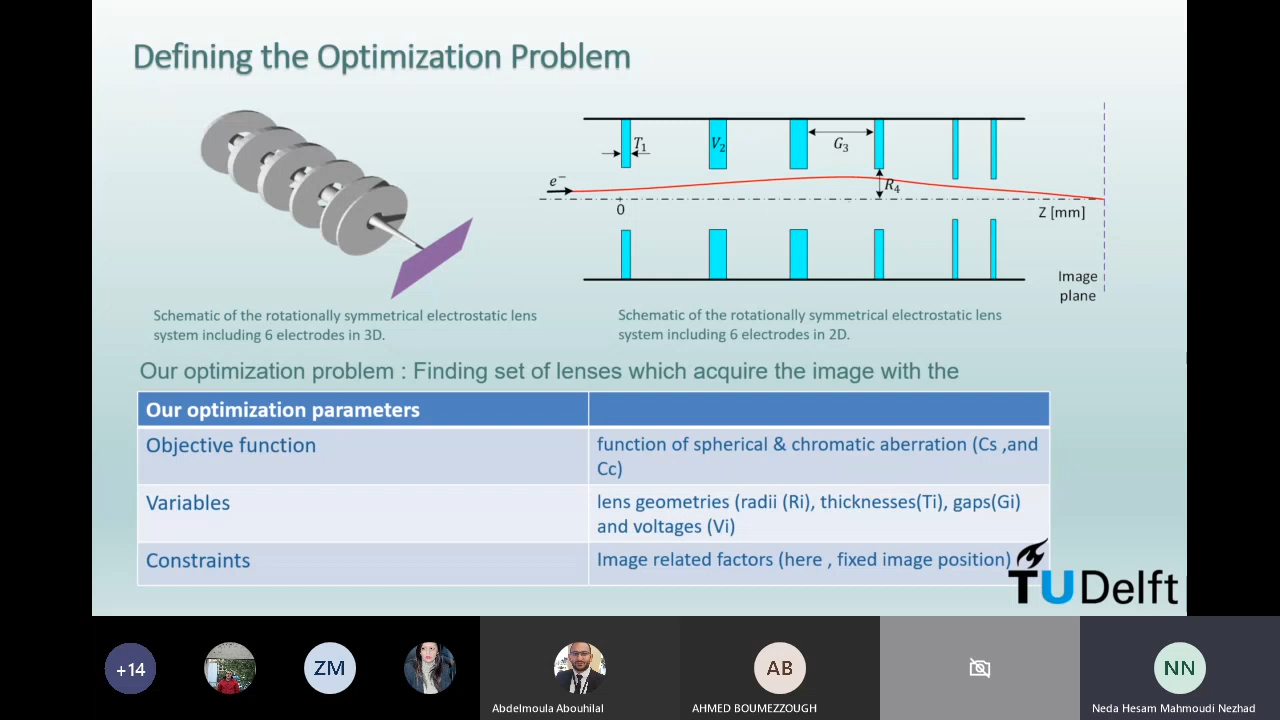 Defining the Optimization Problem
T1
V2
G3
e−
R4
0
Z [mm]
Image
plane
Schematic of the rotationally symmetrical electrostatic lens
system including 6 electrodes in 3D.
Schematic of the rotationally symmetrical electrostatic lens
system including 6 electrodes in 2D.
Our optimization problem : Finding set of lenses which acquire the image with the
Our optimization parameters
Objective function
function of spherical & chromatic aberration (Cs ,and
Cc)
Variables
lens geometries (radii (Ri), thicknesses(Ti), gaps(Gi)
and voltages (Vi)
Constraints
Image related factors (here , fixed image position)
TUDelft
+14
ZM
AB
NN
Abdelmoula Abouhilal
AHMED BOUMEZZOUGH
Neda Hesam Mahmoudi Nezhad